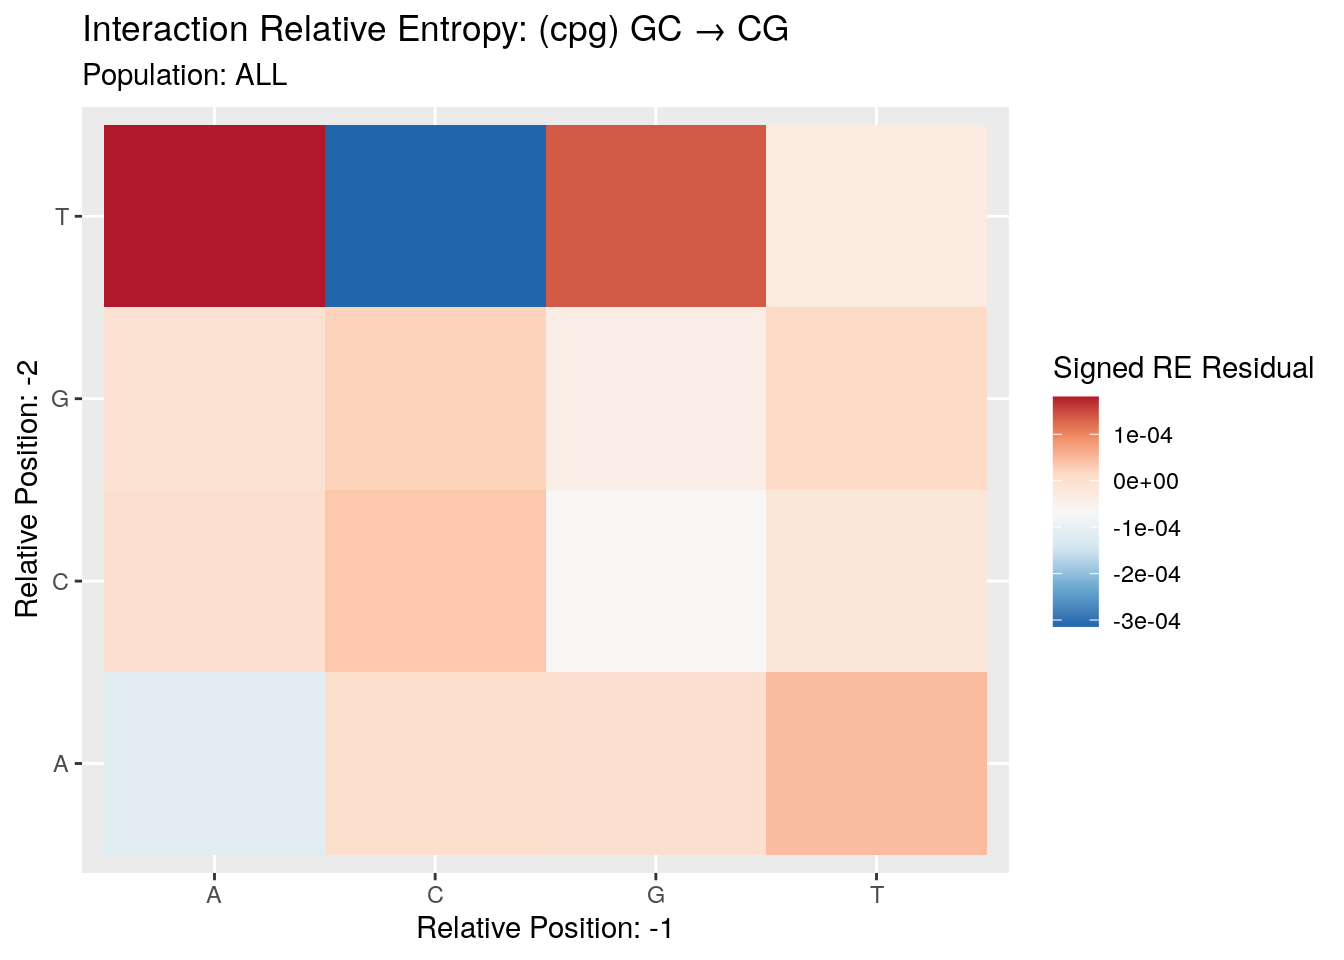 Interaction Relative Entropy: (cpg) GC → CG
Population: ALL
Relative Position: -2
T
G
C
A
A C G T
Relative Position: -1
Signed RE Residual
1e-04
0e+00
-1e-04
-2e-04
-3e-04